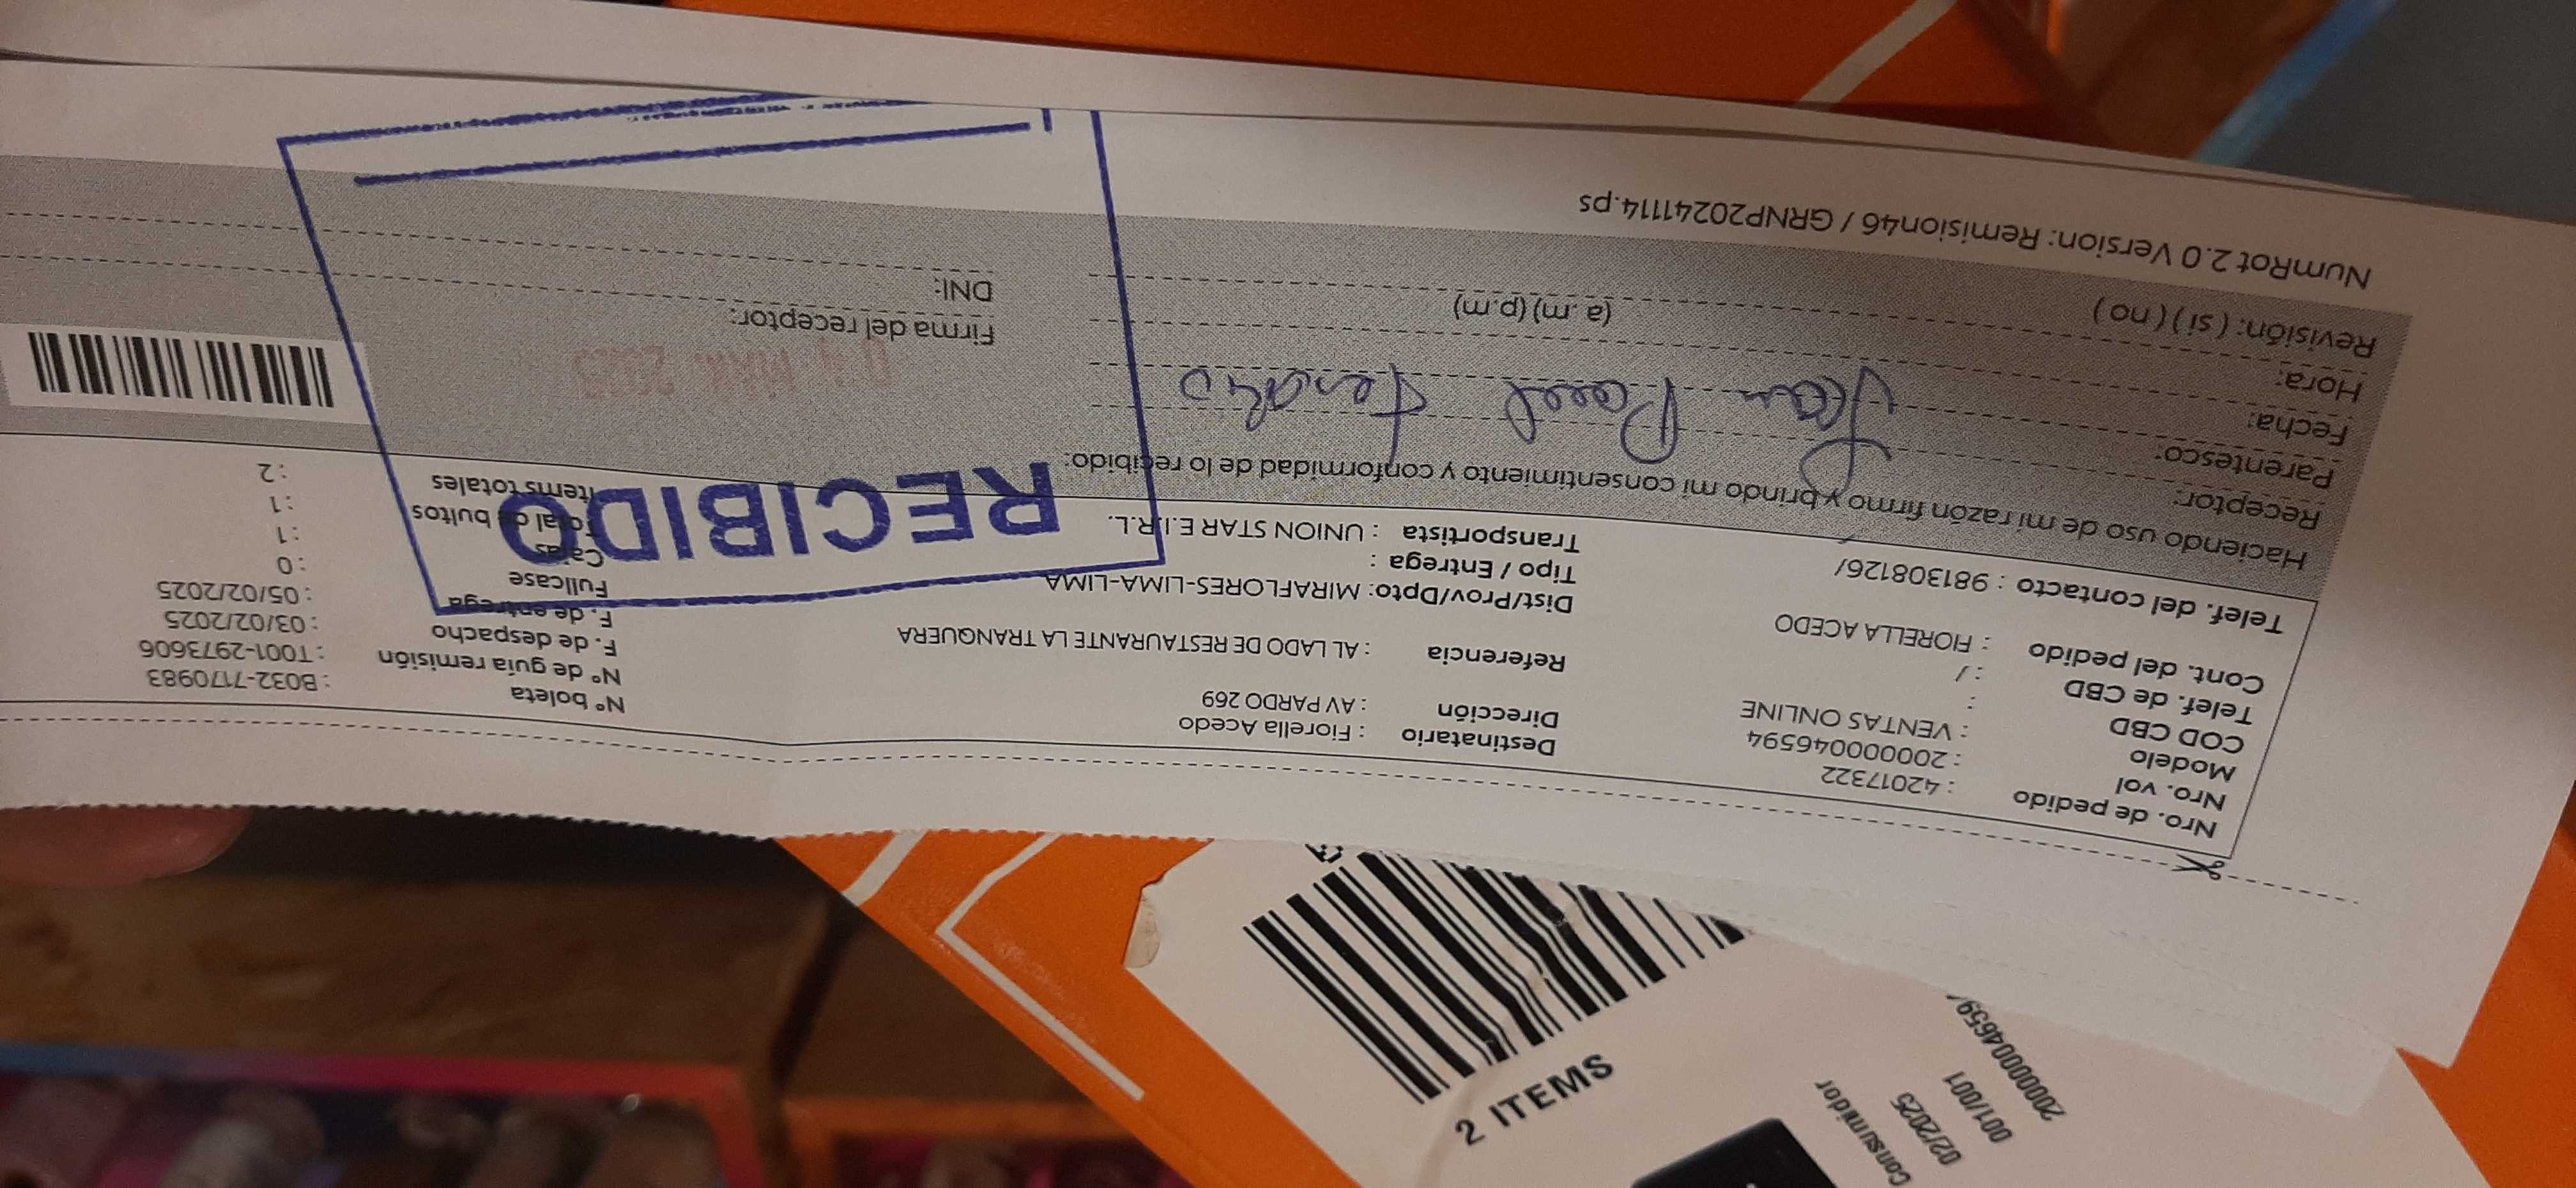 Nro. de pedido : 42017322
Nro. vol : 20000046594
Modelo : VENTAS ONLINE
COD CBD :
Telef. de CBD : /
Cont. del pedido : FIORELLA ACEDO
Telef. del contacto : 981308126/
Destinatario : Fiorella Acedo
Dirección : AV PARDO 269
Referencia : AL LADO DE RESTAURANTE LA TRANQUERA
Dist/Prov/Dpto: MIRAFLORES-LIMA-LIMA
Tipo / Entrega :
Transportista : UNION STAR E.I.R.L.
N° boleta : B032-7170983
N° de guía remisión : T001-2973606
F. de despacho : 03/02/2025
F. de entrega : 05/02/2025
Fullcase : 0
Cajas : 1
Total de bultos : 1
Items totales : 2
RECIBIDO
Haciendo uso de mi razón firmo y brindo mi consentimiento y conformidad de lo recibido:
Receptor:
Parentesco:
Fecha:
Hora: (a.m) (p.m)
Revisión: ( si ) ( no )
Jean
Firma del receptor:
DNI:
NumRot 2.0 Version: Remision46 / GRNP20241114.ps
2 ITEMS
Consumidor
02/2025
001/001
20000004659